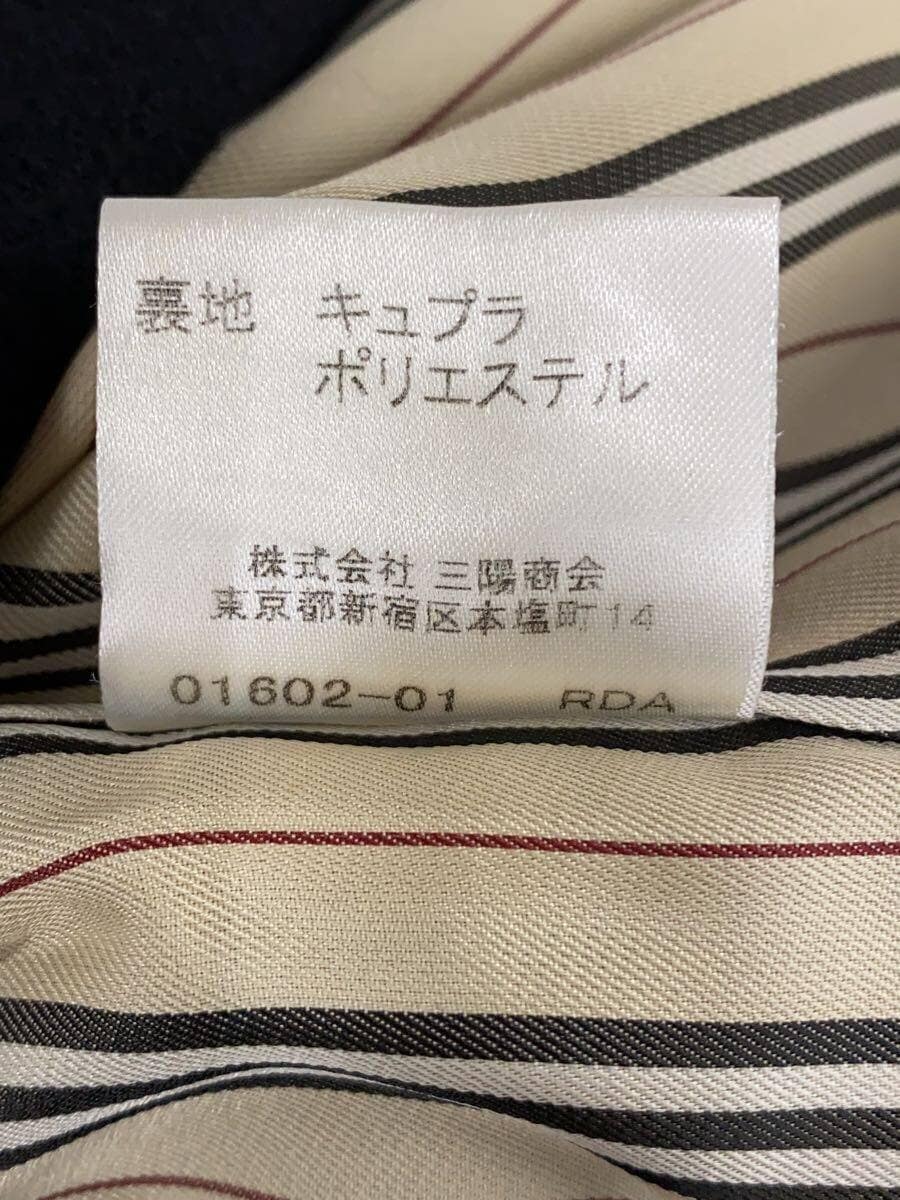 裏地 キュプラ
ポリエステル
株式会社 三陽商会
東京都新宿区本塩町14
01602-01 RDA